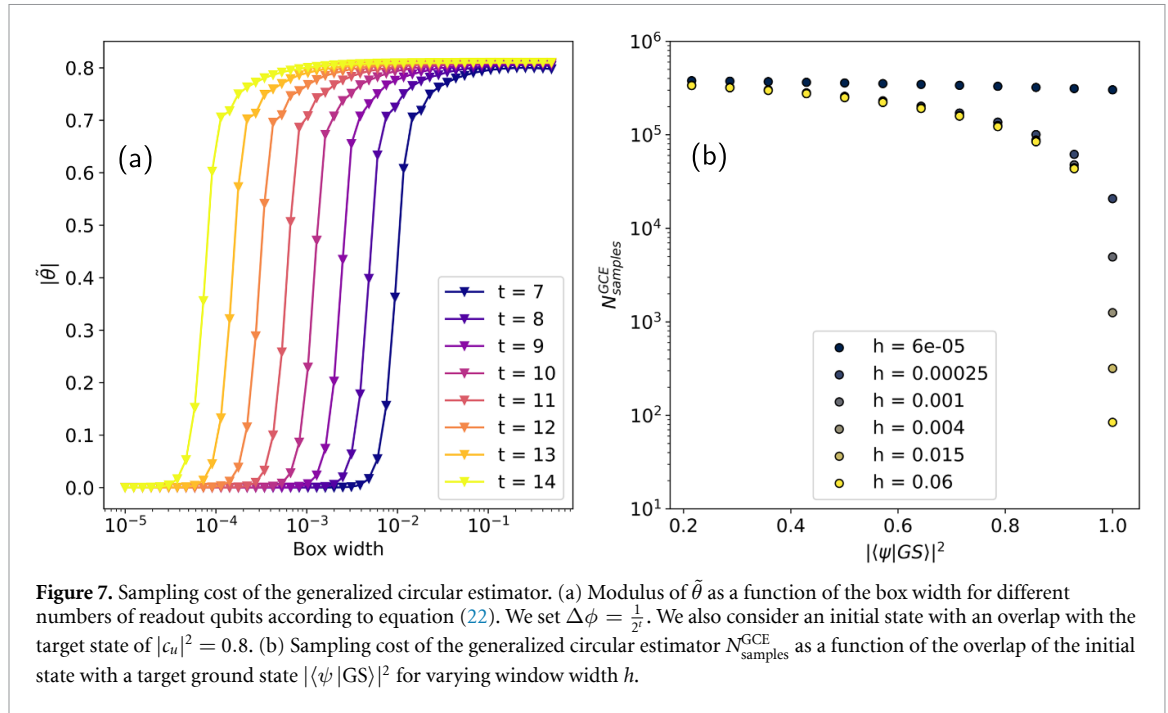 (a)
|θ̃|
0.8
0.7
0.6
0.5
0.4
0.3
0.2
0.1
0.0
10⁻⁵ 10⁻⁴ 10⁻³ 10⁻² 10⁻¹
Box width
t = 7
t = 8
t = 9
t = 10
t = 11
t = 12
t = 13
t = 14
(b)
N^{GCE}_{samples}
10⁶
10⁵
10⁴
10³
10²
10¹
0.2 0.4 0.6 0.8 1.0
|⟨ψ|GS⟩|²
h = 6e-05
h = 0.00025
h = 0.001
h = 0.004
h = 0.015
h = 0.06
Figure 7. Sampling cost of the generalized circular estimator. (a) Modulus of θ̃ as a function of the box width for different
numbers of readout qubits according to equation (22). We set Δϕ = 1/2ᵗ. We also consider an initial state with an overlap with the
target state of |cᵤ|² = 0.8. (b) Sampling cost of the generalized circular estimator N^{GCE}_{samples} as a function of the overlap of the initial
state with a target ground state |⟨ψ|GS⟩|² for varying window width h.